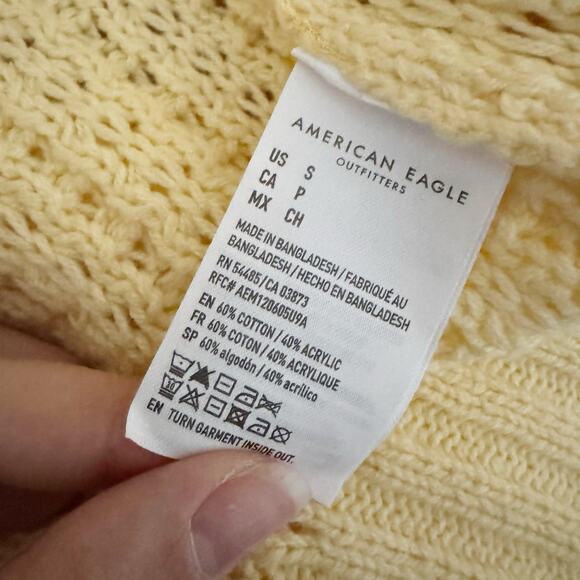 AMERICAN EAGLE
OUTFITTERS
US S
CA P
MX CH
MADE IN BANGLADESH / FABRIQUÉ AU
BANGLADESH / HECHO EN BANGLADESH
RN 54485/CA 03873
RFC# AEM120605U9A
EN 60% COTTON / 40% ACRYLIC
FR 60% COTON / 40% ACRYLIQUE
SP 60% algodón / 40% acrílico
EN TURN GARMENT INSIDE OUT.